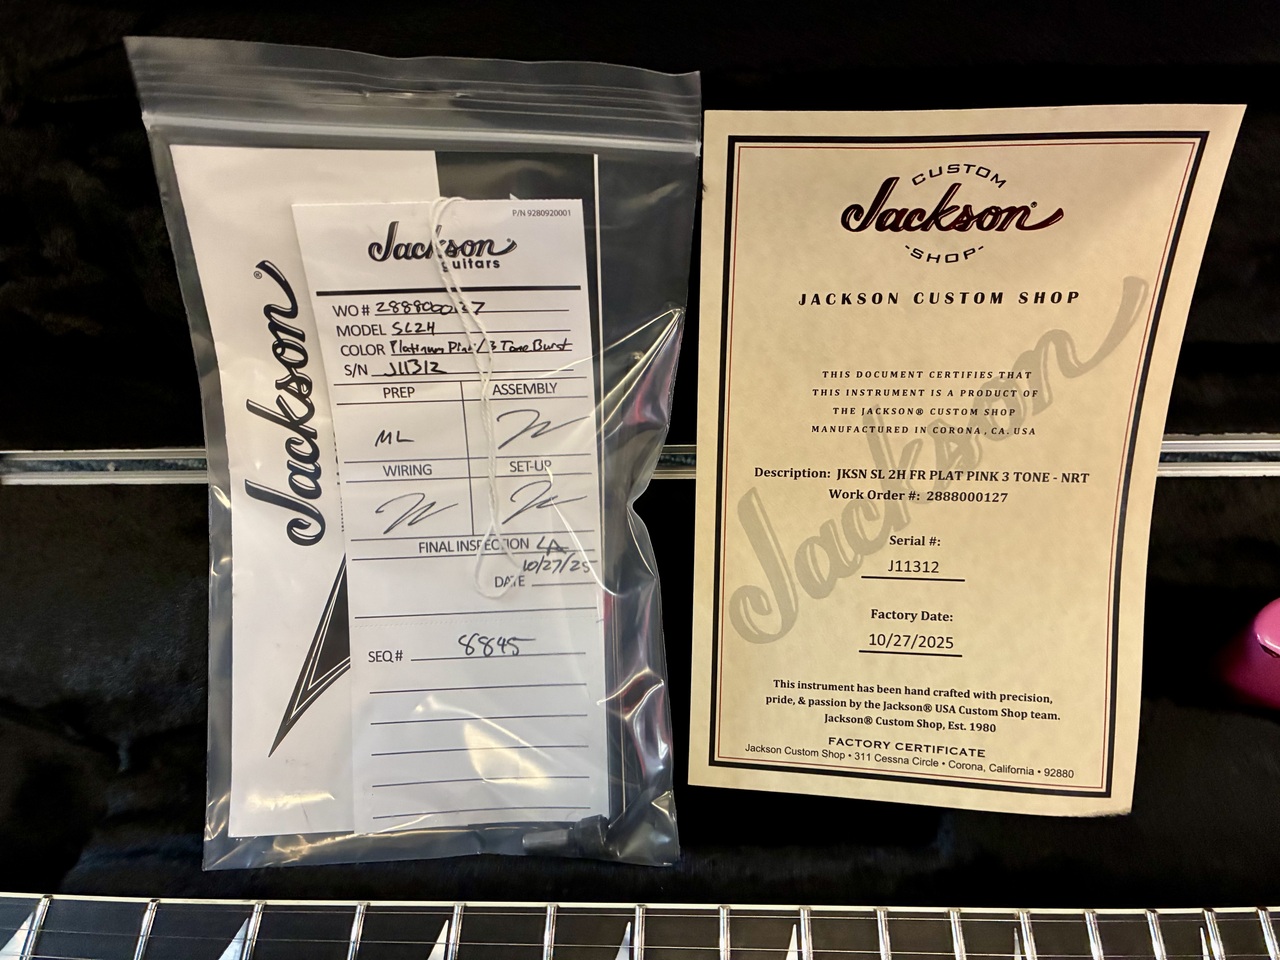 Jackson®
P/N 9280920001
Jackson
guitars
WO # 2888000127
MODEL SL2H
COLOR Platinum Pink/3 Tone Burst
S/N J11312
PREP ASSEMBLY
ML
WIRING SET-UP
FINAL INSPECTION LA
10/27/25
DATE
SEQ# 8845
CUSTOM
Jackson®
SHOP
JACKSON CUSTOM SHOP
THIS DOCUMENT CERTIFIES THAT
THIS INSTRUMENT IS A PRODUCT OF
THE JACKSON® CUSTOM SHOP
MANUFACTURED IN CORONA, CA. USA
Jackson
Description: JKSN SL 2H FR PLAT PINK 3 TONE - NRT
Work Order #: 2888000127
Serial #:
J11312
Factory Date:
10/27/2025
This instrument has been hand crafted with precision,
pride, & passion by the Jackson® USA Custom Shop team.
Jackson® Custom Shop, Est. 1980
FACTORY CERTIFICATE
Jackson Custom Shop • 311 Cessna Circle • Corona, California • 92880